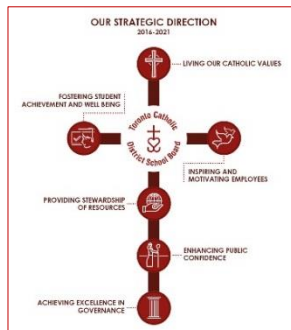 OUR STRATEGIC DIRECTION
2016-2021
LIVING OUR CATHOLIC VALUES
FOSTERING STUDENT
ACHIEVEMENT AND WELL BEING
Toronto Catholic
District School Board
INSPIRING AND
MOTIVATING EMPLOYEES
PROVIDING STEWARDSHIP
OF RESOURCES
ENHANCING PUBLIC
CONFIDENCE
ACHIEVING EXCELLENCE IN
GOVERNANCE